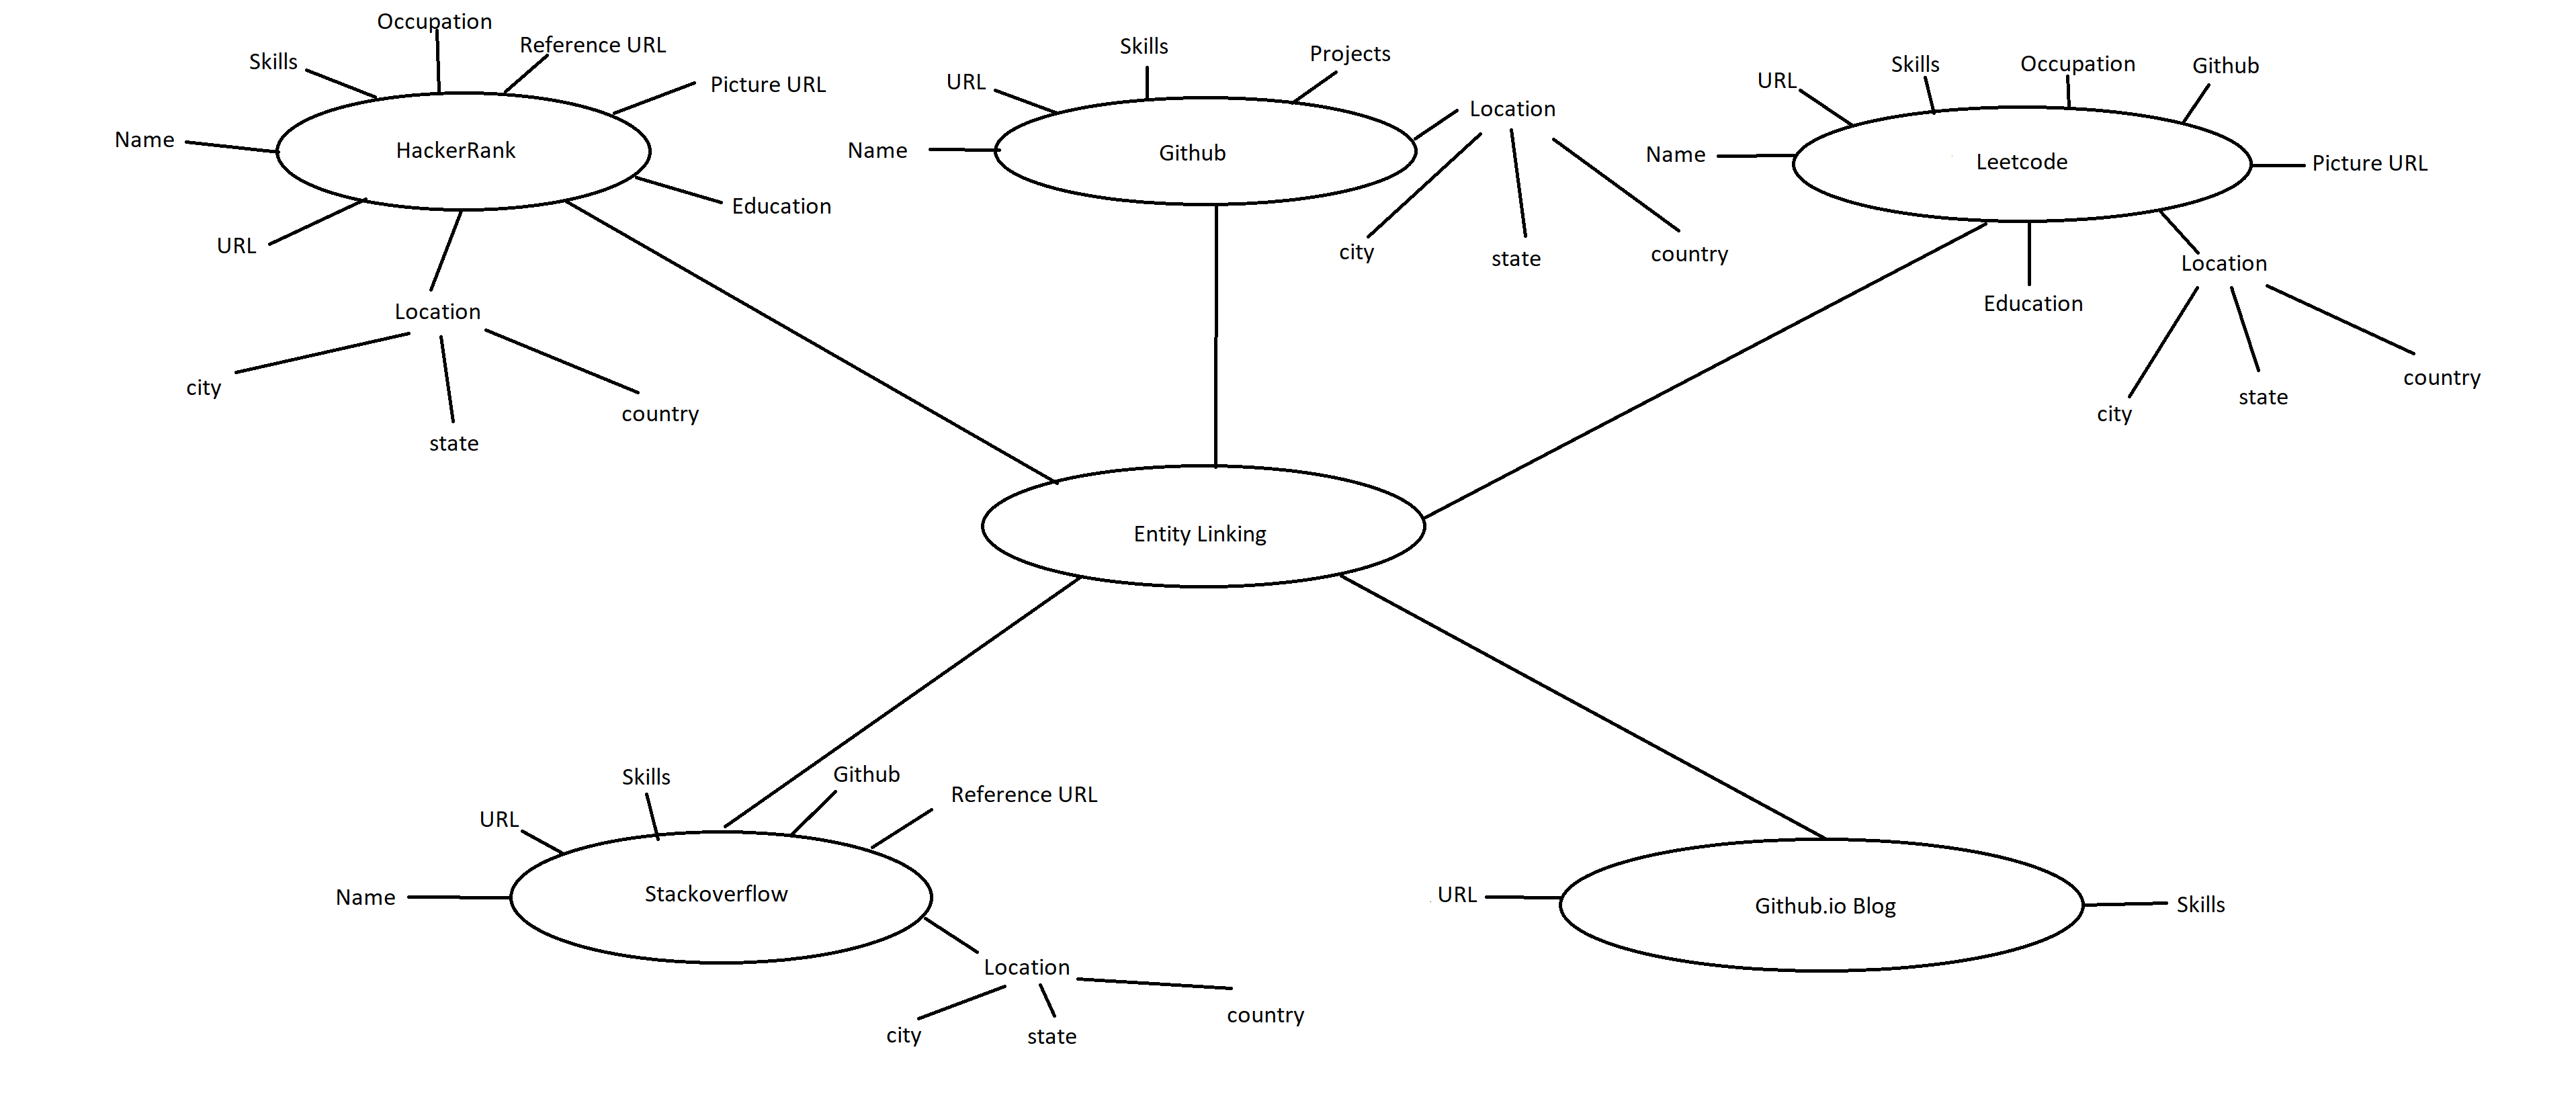 Occupation
Skills
Reference URL
Picture URL
Name
HackerRank
Education
URL
Location
city
state
country
Skills
Projects
URL
Location
Name
Github
city
state
country
Skills
Occupation
Github
URL
Name
Leetcode
Picture URL
Education
Location
city
state
country
Entity Linking
Skills
Github
Reference URL
URL
Name
Stackoverflow
Location
city
state
country
URL
Github.io Blog
Skills